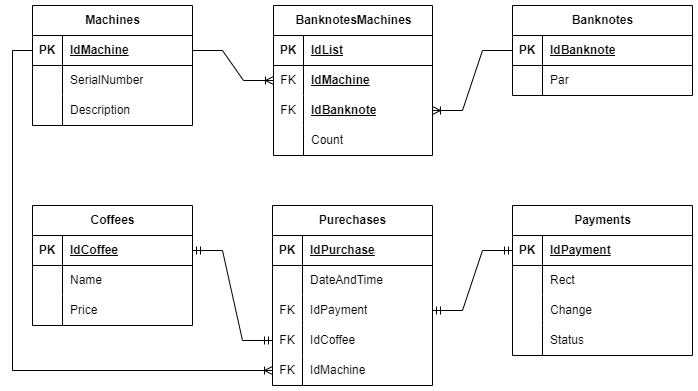 Machines
PK IdMachine
SerialNumber
Description
BanknotesMachines
PK IdList
FK IdMachine
FK IdBanknote
Count
Banknotes
PK IdBanknote
Par
Coffees
PK IdCoffee
Name
Price
Purechases
PK IdPurchase
DateAndTime
FK IdPayment
FK IdCoffee
FK IdMachine
Payments
PK IdPayment
Rect
Change
Status